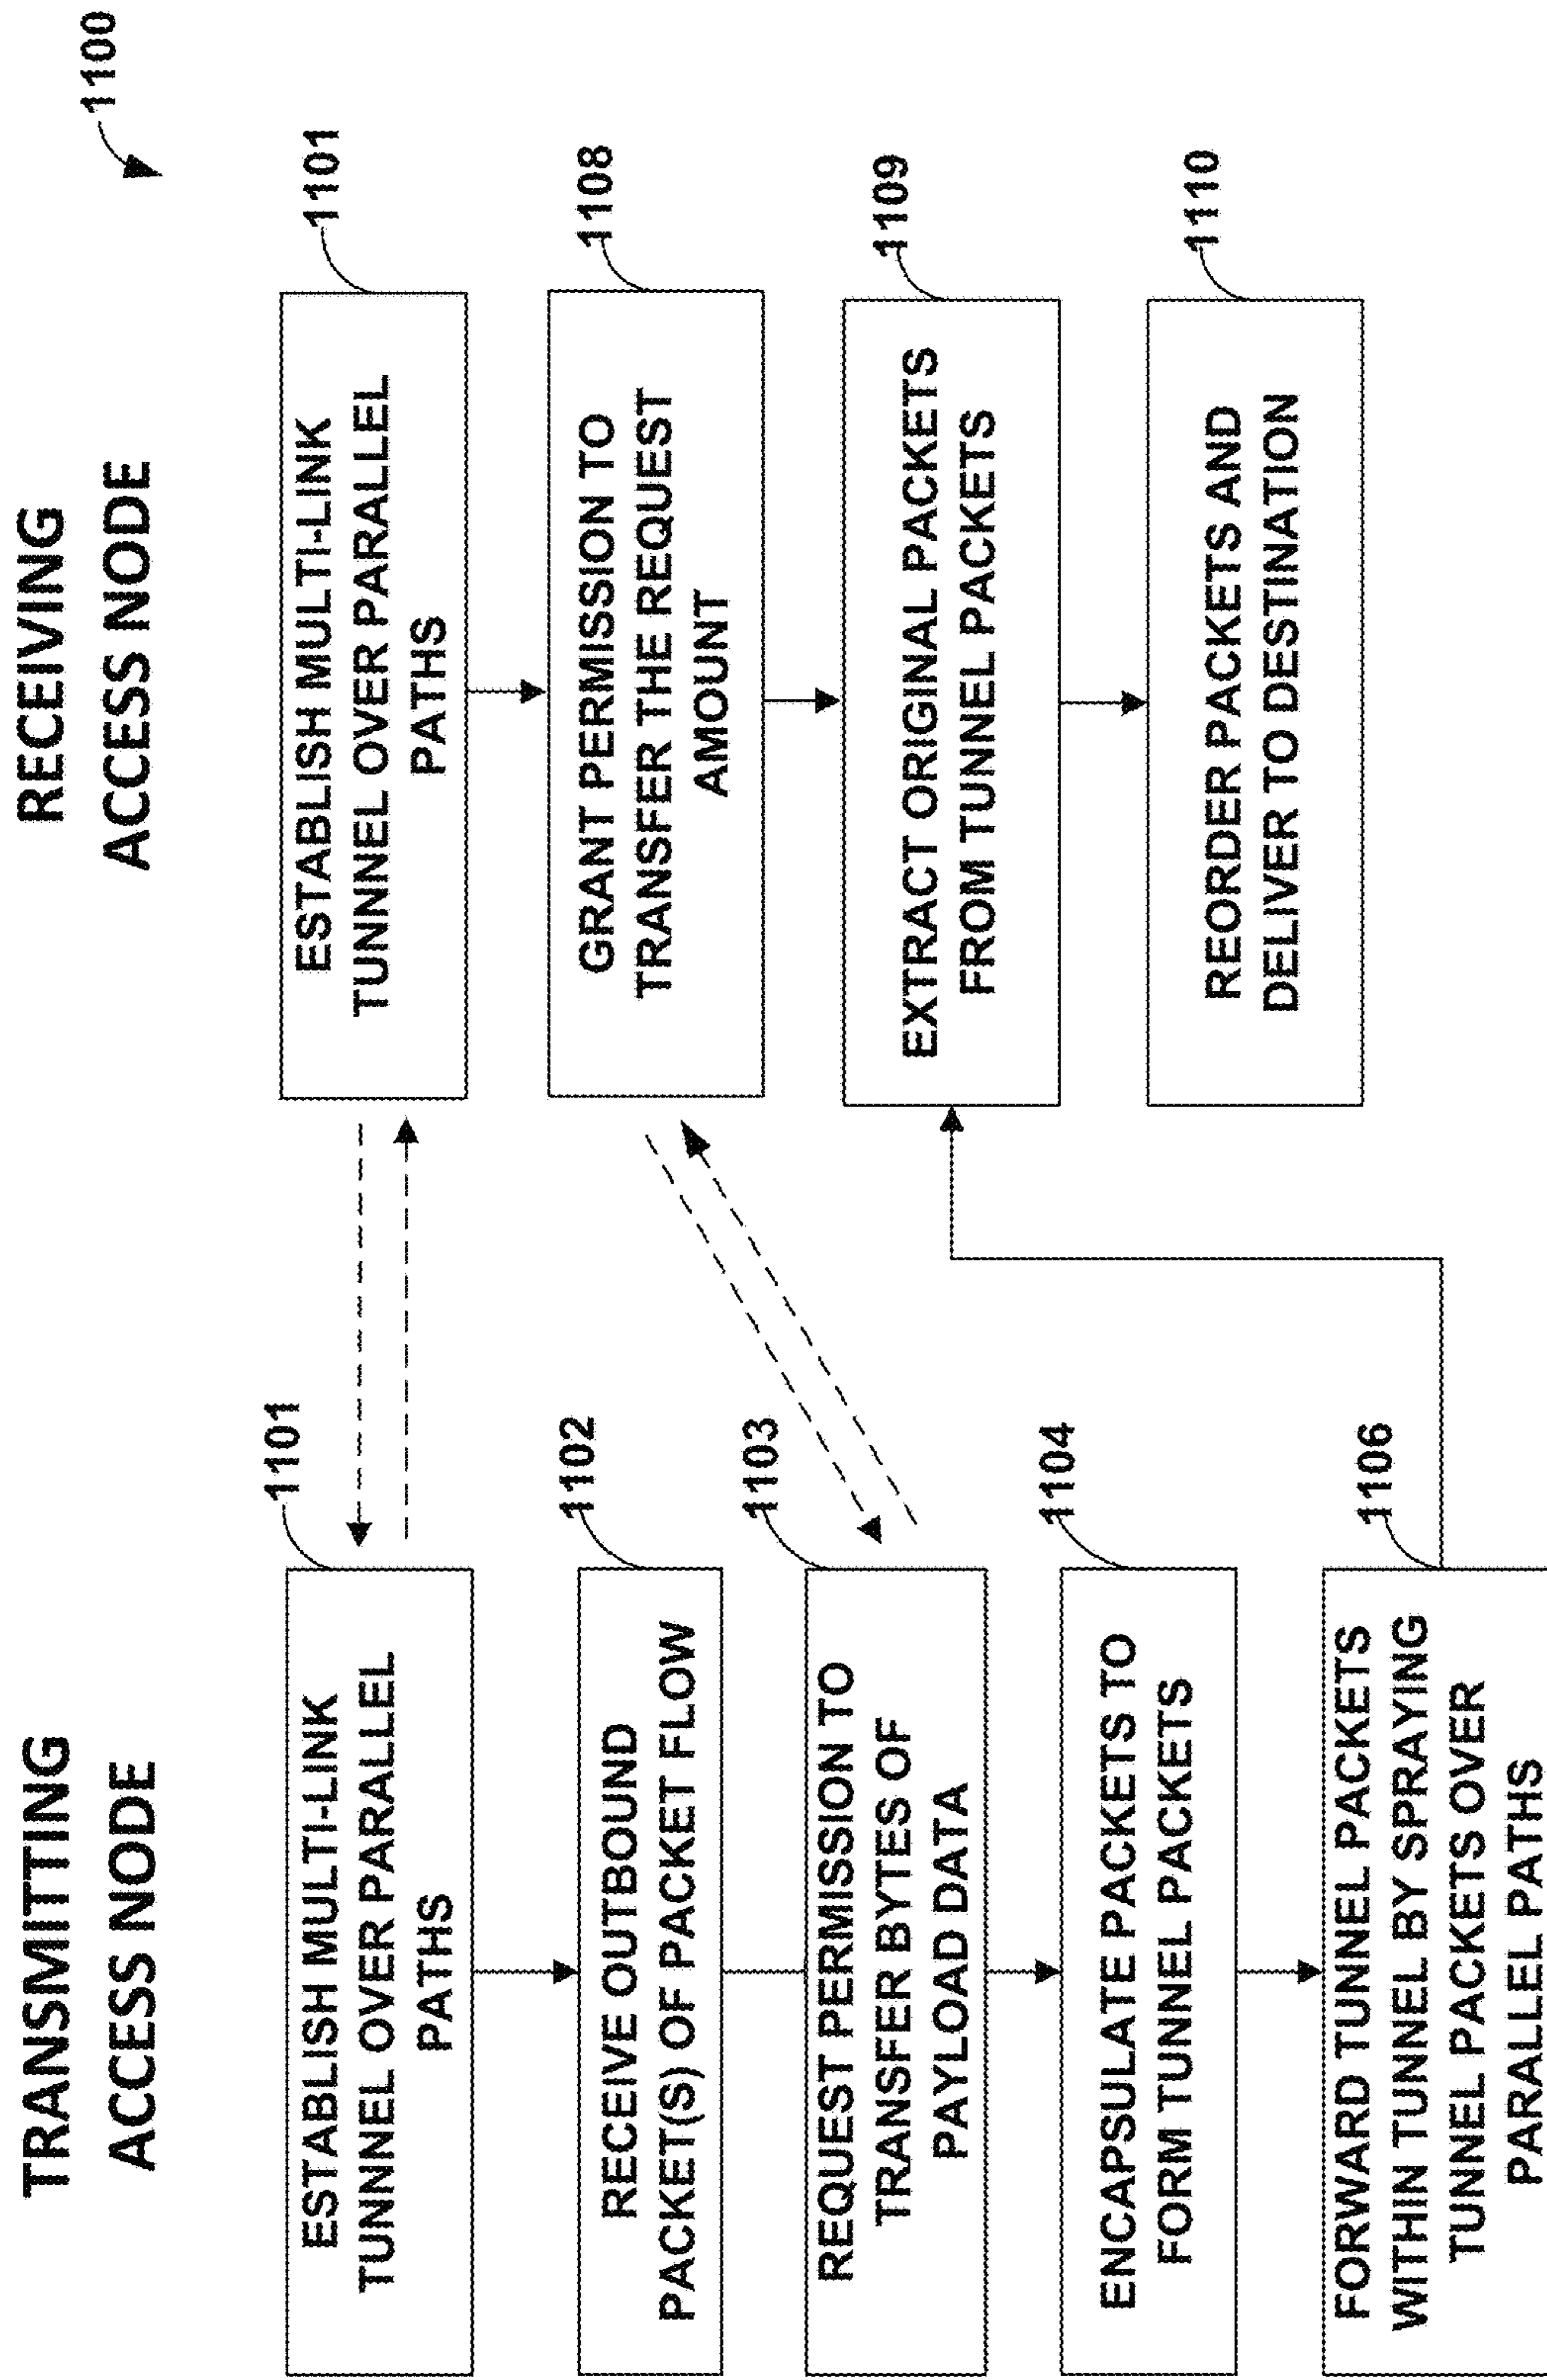 1100
TRANSMITTING
ACCESS NODE
RECEIVING
ACCESS NODE
1101
ESTABLISH MULTI-LINK
TUNNEL OVER PARALLEL
PATHS
1102
RECEIVE OUTBOUND
PACKET(S) OF PACKET FLOW
1103
REQUEST PERMISSION TO
TRANSFER BYTES OF
PAYLOAD DATA
1104
ENCAPSULATE PACKETS TO
FORM TUNNEL PACKETS
1106
FORWARD TUNNEL PACKETS
WITHIN TUNNEL BY SPRAYING
TUNNEL PACKETS OVER
PARALLEL PATHS
1101
ESTABLISH MULTI-LINK
TUNNEL OVER PARALLEL
PATHS
1108
GRANT PERMISSION TO
TRANSFER THE REQUEST
AMOUNT
1109
EXTRACT ORIGINAL PACKETS
FROM TUNNEL PACKETS
1110
REORDER PACKETS AND
DELIVER TO DESTINATION